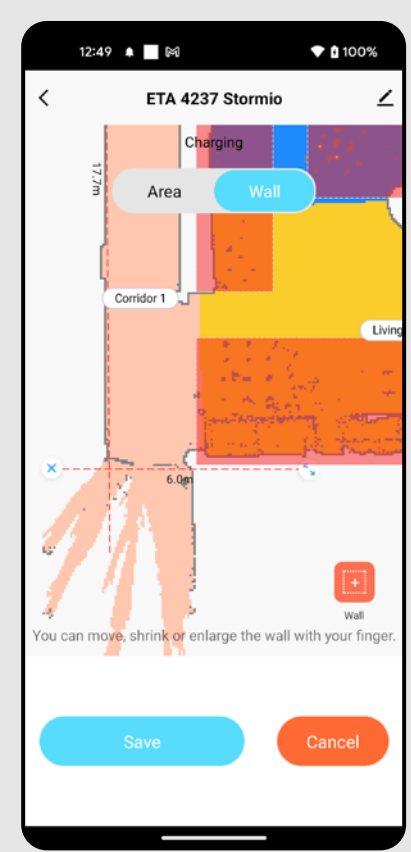 12:49 100%
ETA 4237 Stormio
Charging
17.7m
Area Wall
Corridor 1
Living
6.0m
Wall
You can move, shrink or enlarge the wall with your finger.
Save Cancel